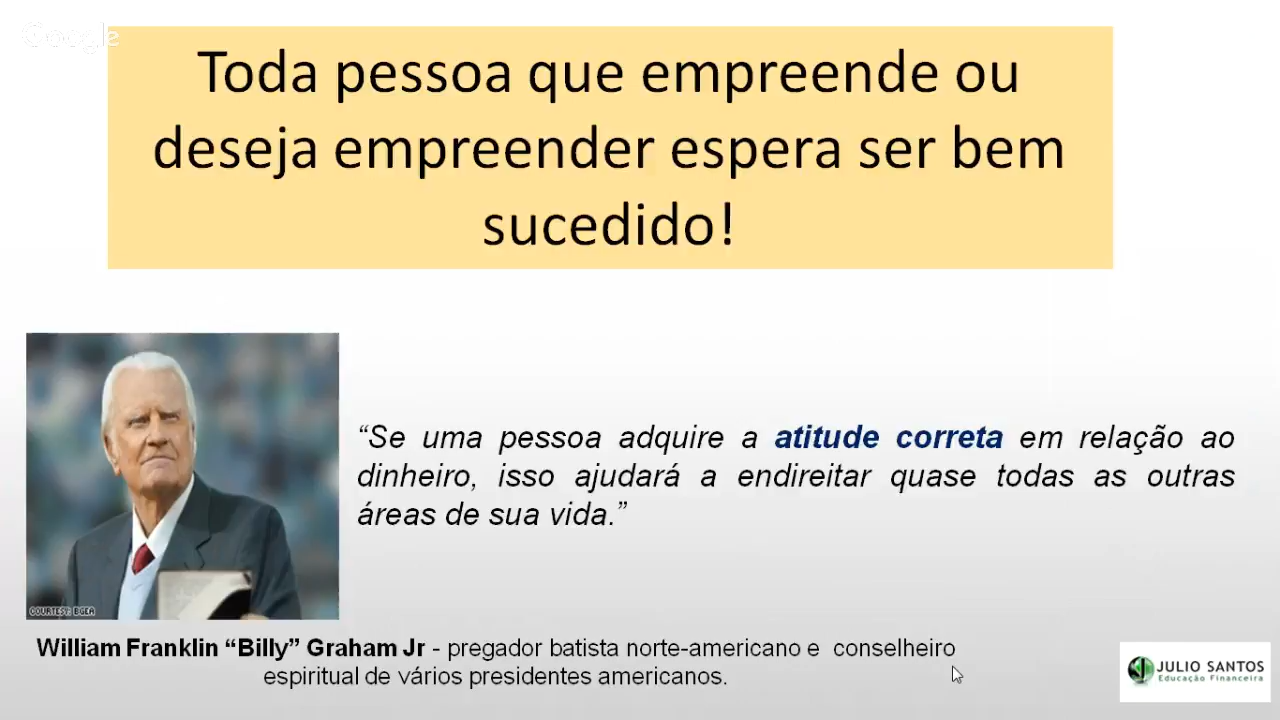 Google
Toda pessoa que empreende ou
deseja empreender espera ser bem
sucedido!
“Se uma pessoa adquire a atitude correta em relação ao
dinheiro, isso ajudará a endireitar quase todas as outras
áreas de sua vida.”
COURTESY: BGEA
William Franklin “Billy” Graham Jr - pregador batista norte-americano e conselheiro
espiritual de vários presidentes americanos.
JULIO SANTOS
Educação Financeira